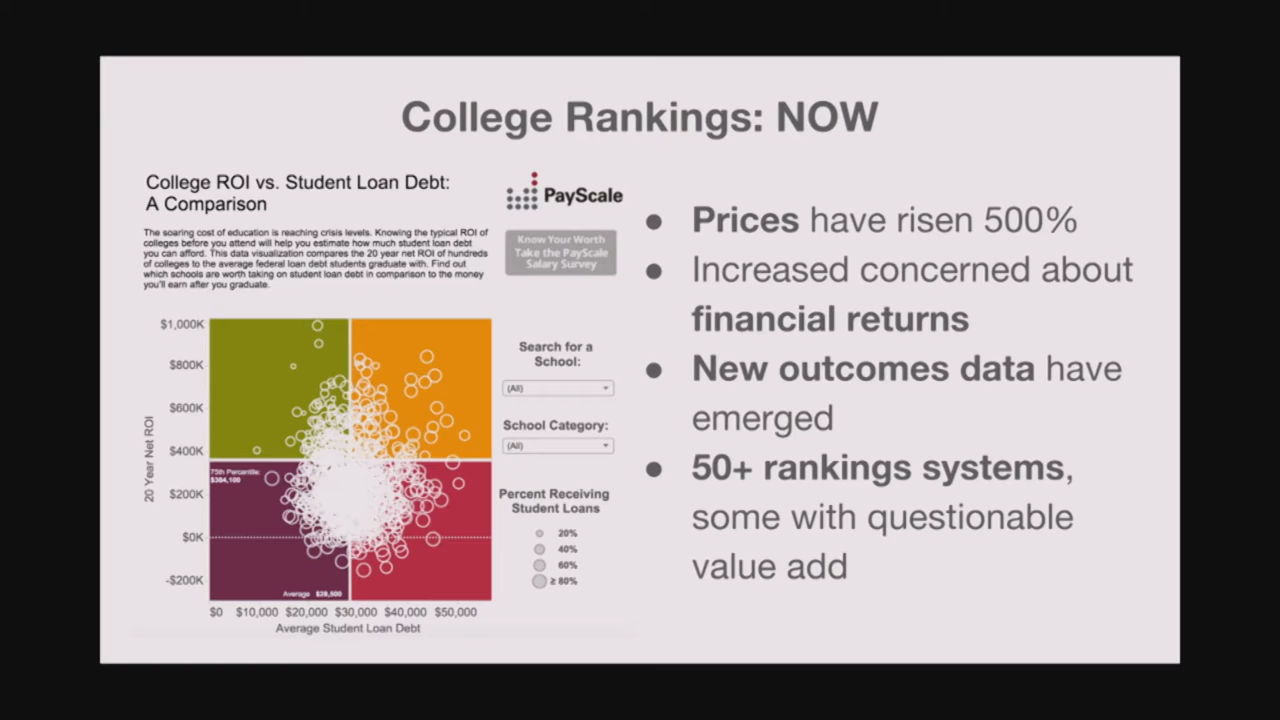 College Rankings: NOW
College ROI vs. Student Loan Debt:
A Comparison
PayScale
The soaring cost of education is reaching crisis levels. Knowing the typical ROI of
colleges before you attend will help you estimate how much student loan debt
you can afford. This data visualization compares the 20 year net ROI of hundreds
of colleges to the average federal loan debt students graduate with. Find out
which schools are worth taking on student loan debt in comparison to the money
you'll earn after you graduate.
Know Your Worth
Take the PayScale
Salary Survey
20 Year Net ROI
$1,000K
$800K
$600K
$400K
$200K
$0K
-$200K
75th Percentile:
$384,100
Average $28,500
$0 $10,000 $20,000 $30,000 $40,000 $50,000
Average Student Loan Debt
Search for a
School:
(All)
School Category:
(All)
Percent Receiving
Student Loans
20%
40%
60%
≥ 80%
● Prices have risen 500%
● Increased concerned about
financial returns
● New outcomes data have
emerged
● 50+ rankings systems,
some with questionable
value add